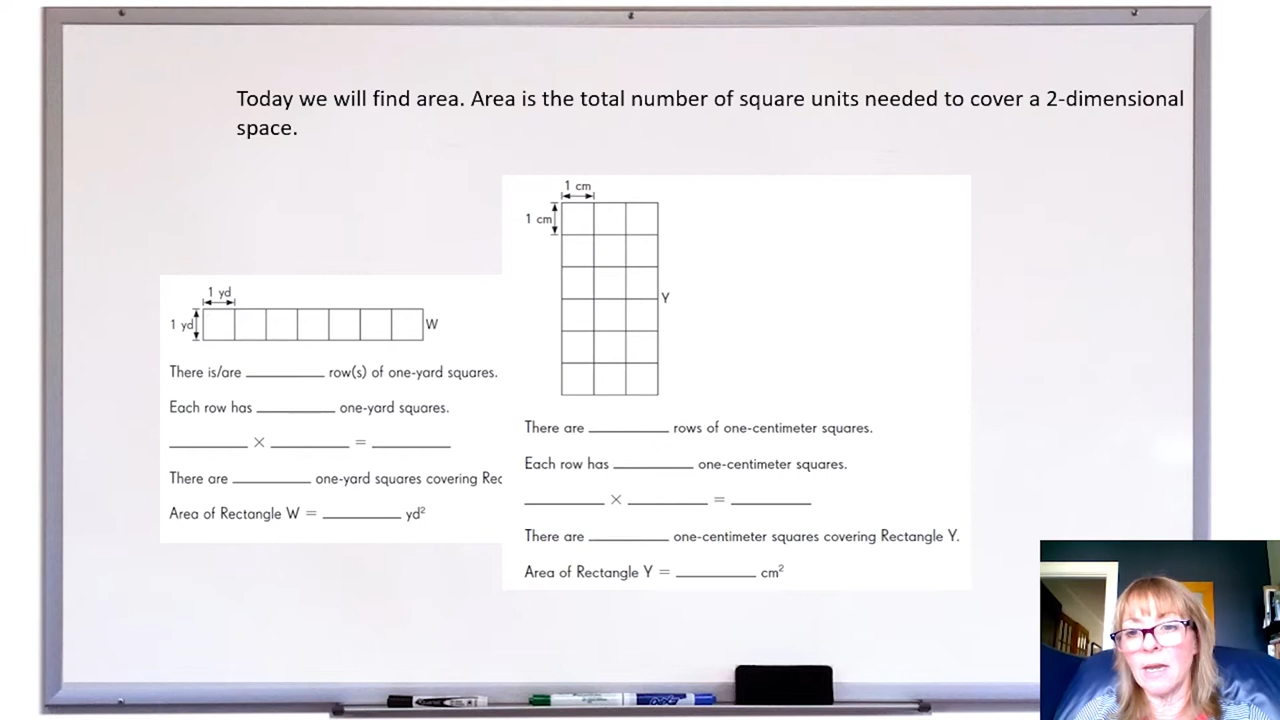 Today we will find area. Area is the total number of square units needed to cover a 2-dimensional
space.
1 yd
1 yd
W
There is/are ________ row(s) of one-yard squares.
Each row has ________ one-yard squares.
________ × ________ = ________
There are ________ one-yard squares covering Rec
Area of Rectangle W = ________ yd²
1 cm
1 cm
Y
There are ________ rows of one-centimeter squares.
Each row has ________ one-centimeter squares.
________ × ________ = ________
There are ________ one-centimeter squares covering Rectangle Y.
Area of Rectangle Y = ________ cm²